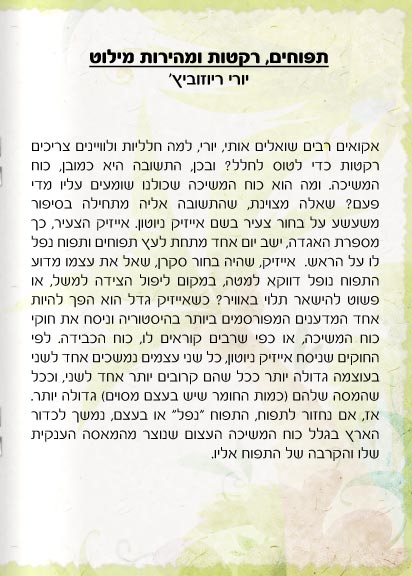 תפוחים, רקטות ומהירות מילוט
יורי ריוזוביץ'
אקואים רבים שואלים אותי, יורי, למה חלליות ולוויינים צריכים
רקטות כדי לטוס לחלל? ובכן, התשובה היא כמובן, כוח
המשיכה. ומה הוא כוח המשיכה שכולנו שומעים עליו מדי
פעם? שאלה מצוינת, שהתשובה אליה מתחילה בסיפור
משעשע על בחור צעיר בשם אייזיק ניוטון. אייזיק הצעיר, כך
מספרת האגדה, ישב יום אחד מתחת לעץ תפוחים ותפוח נפל
לו על הראש. אייזיק, שהיה בחור סקרן, שאל את עצמו מדוע
התפוח נופל דווקא למטה, במקום ליפול הצידה למשל, או
פשוט להישאר תלוי באוויר? כשאייזיק גדל הוא הפך להיות
אחד המדענים המפורסמים ביותר בהיסטוריה וניסח את חוקי
כוח המשיכה, או כפי שרבים קוראים לו, כוח הכבידה. לפי
החוקים שניסח אייזיק ניוטון, כל שני עצמים נמשכים אחד לשני
בעוצמה גדולה יותר ככל שהם קרובים יותר אחד לשני, וככל
שהמסה שלהם (כמות החומר שיש בעצם מסוים) גדולה יותר.
אז, אם נחזור לתפוח, התפוח "נפל" או בעצם, נמשך לכדור
הארץ בגלל כוח המשיכה העצום שנוצר מהמאסה הענקית
שלו והקרבה של התפוח אליו.